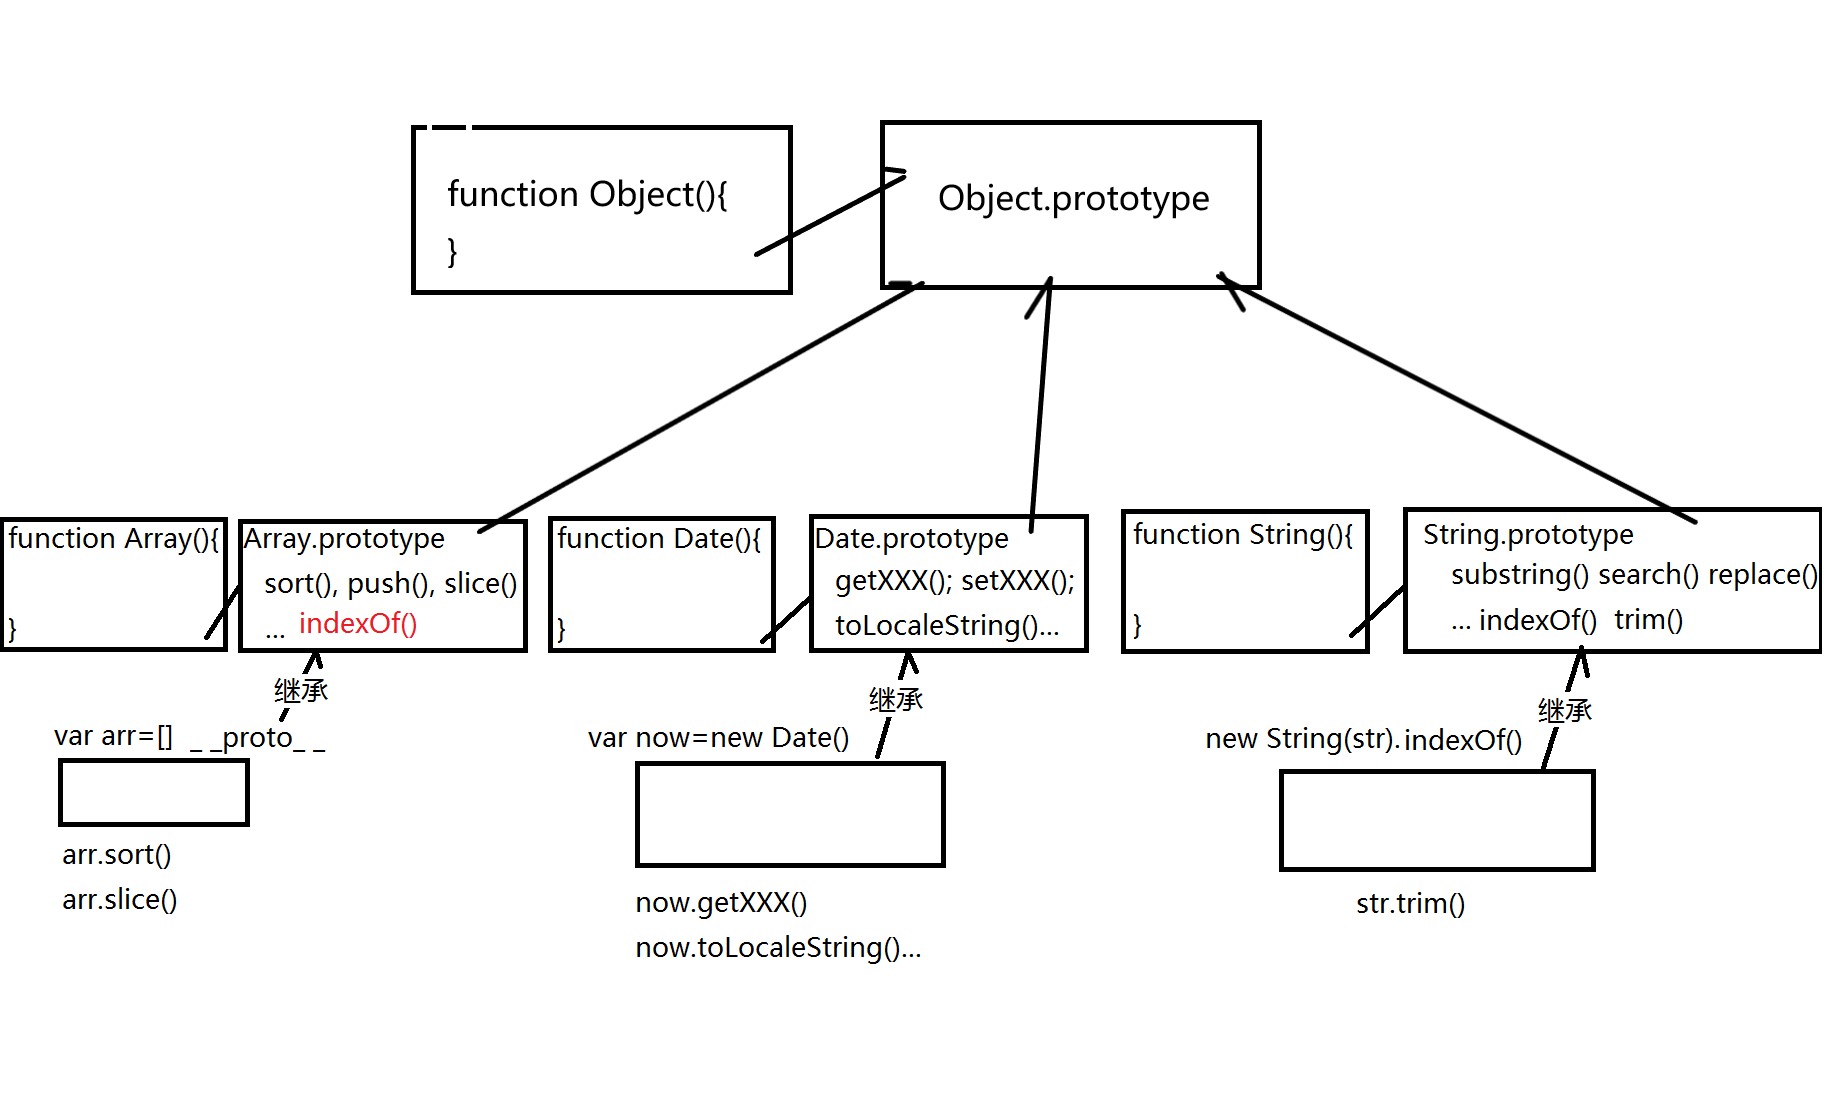 function Object(){
}
Object.prototype
function Array(){
}
Array.prototype
sort(), push(), slice()
... indexOf()
function Date(){
}
Date.prototype
getXXX(); setXXX();
toLocaleString()...
function String(){
}
String.prototype
substring() search() replace()
... indexOf() trim()
继承
var arr=[] _ _proto_ _
arr.sort()
arr.slice()
继承
var now=new Date()
now.getXXX()
now.toLocaleString()...
继承
new String(str).indexOf()
str.trim()